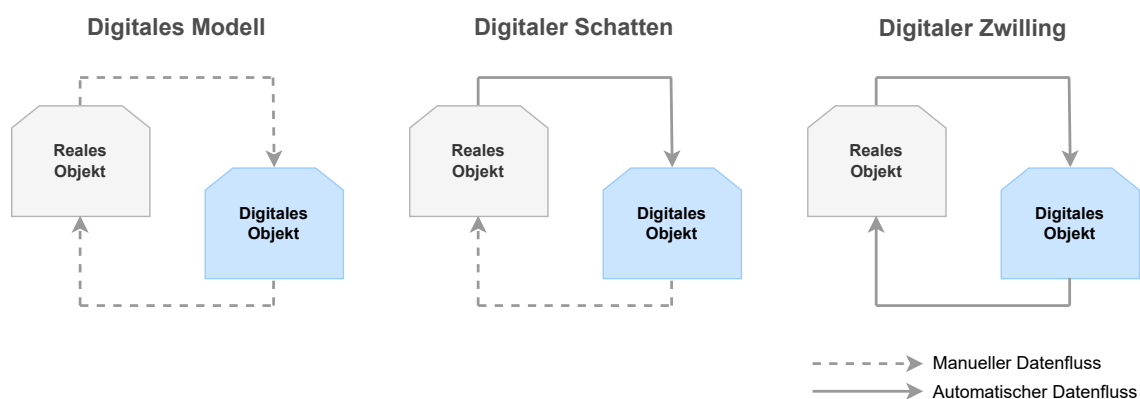 Digitales Modell
Digitaler Schatten
Digitaler Zwilling
Reales
Objekt
Digitales
Objekt
Reales
Objekt
Digitales
Objekt
Reales
Objekt
Digitales
Objekt
Manueller Datenfluss
Automatischer Datenfluss